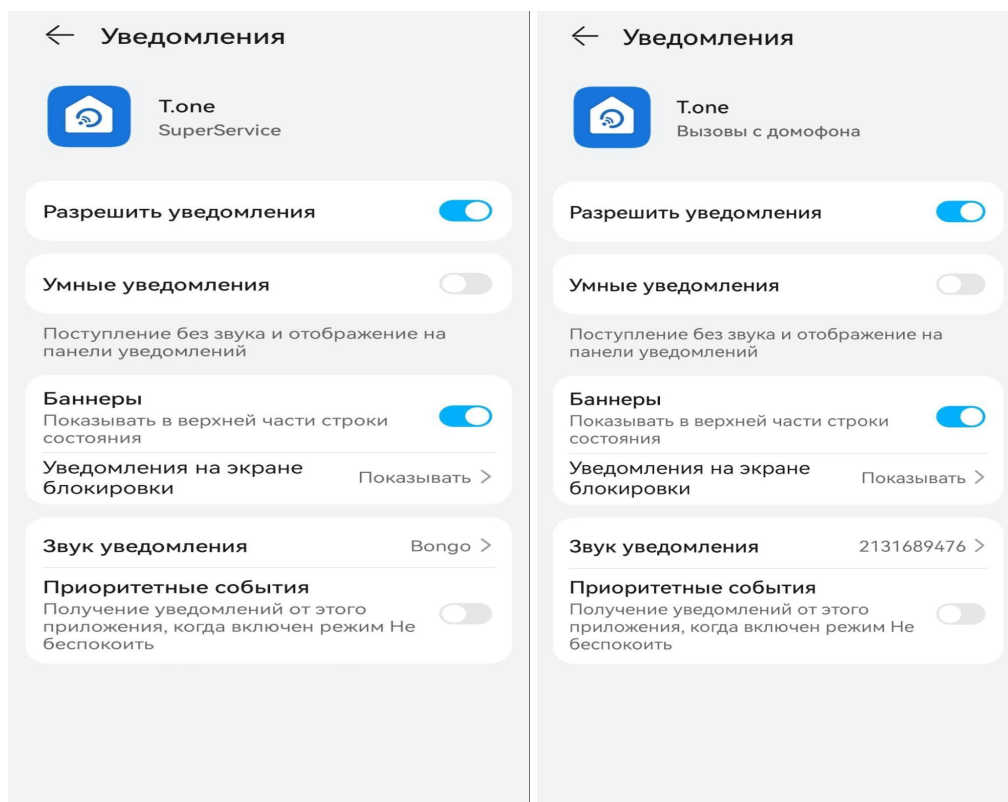 Уведомления
T.one
SuperService
Разрешить уведомления
Умные уведомления
Поступление без звука и отображение на
панели уведомлений
Баннеры
Показывать в верхней части строки
состояния
Уведомления на экране
блокировки
Показывать
Звук уведомления
Bongo
Приоритетные события
Получение уведомлений от этого
приложения, когда включен режим Не
беспокоить
Уведомления
T.one
Вызовы с домофона
Разрешить уведомления
Умные уведомления
Поступление без звука и отображение на
панели уведомлений
Баннеры
Показывать в верхней части строки
состояния
Уведомления на экране
блокировки
Показывать
Звук уведомления
2131689476
Приоритетные события
Получение уведомлений от этого
приложения, когда включен режим Не
беспокоить